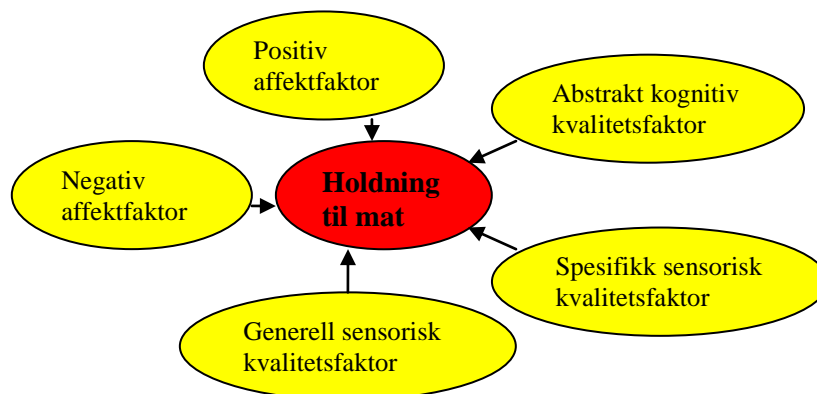 Positiv
affektfaktor
Abstrakt kognitiv
kvalitetsfaktor
Negativ
affektfaktor
Holdning
til mat
Spesifikk sensorisk
kvalitetsfaktor
Generell sensorisk
kvalitetsfaktor